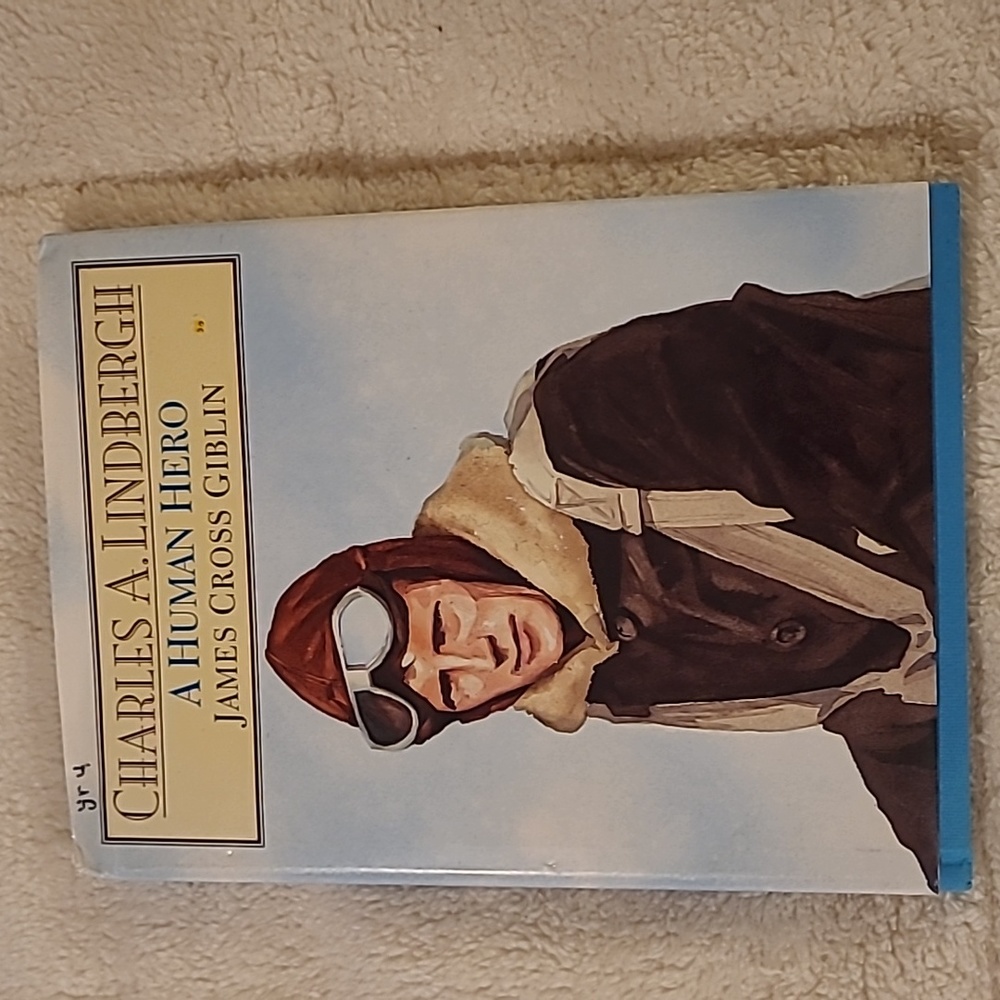 yr 4
CHARLES A. LINDBERGH
A HUMAN HERO
JAMES CROSS GIBLIN